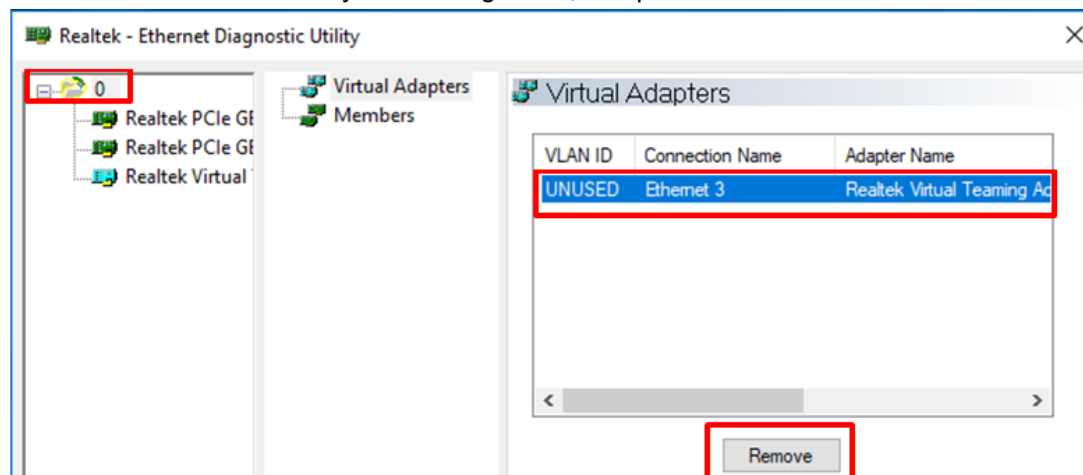 Realtek - Ethernet Diagnostic Utility
0
Realtek PCIe GE
Realtek PCIe GE
Realtek Virtual
Virtual Adapters
Members
Virtual Adapters
VLAN ID Connection Name Adapter Name
UNUSED Ethernet 3 Realtek Virtual Teaming Ad
Remove